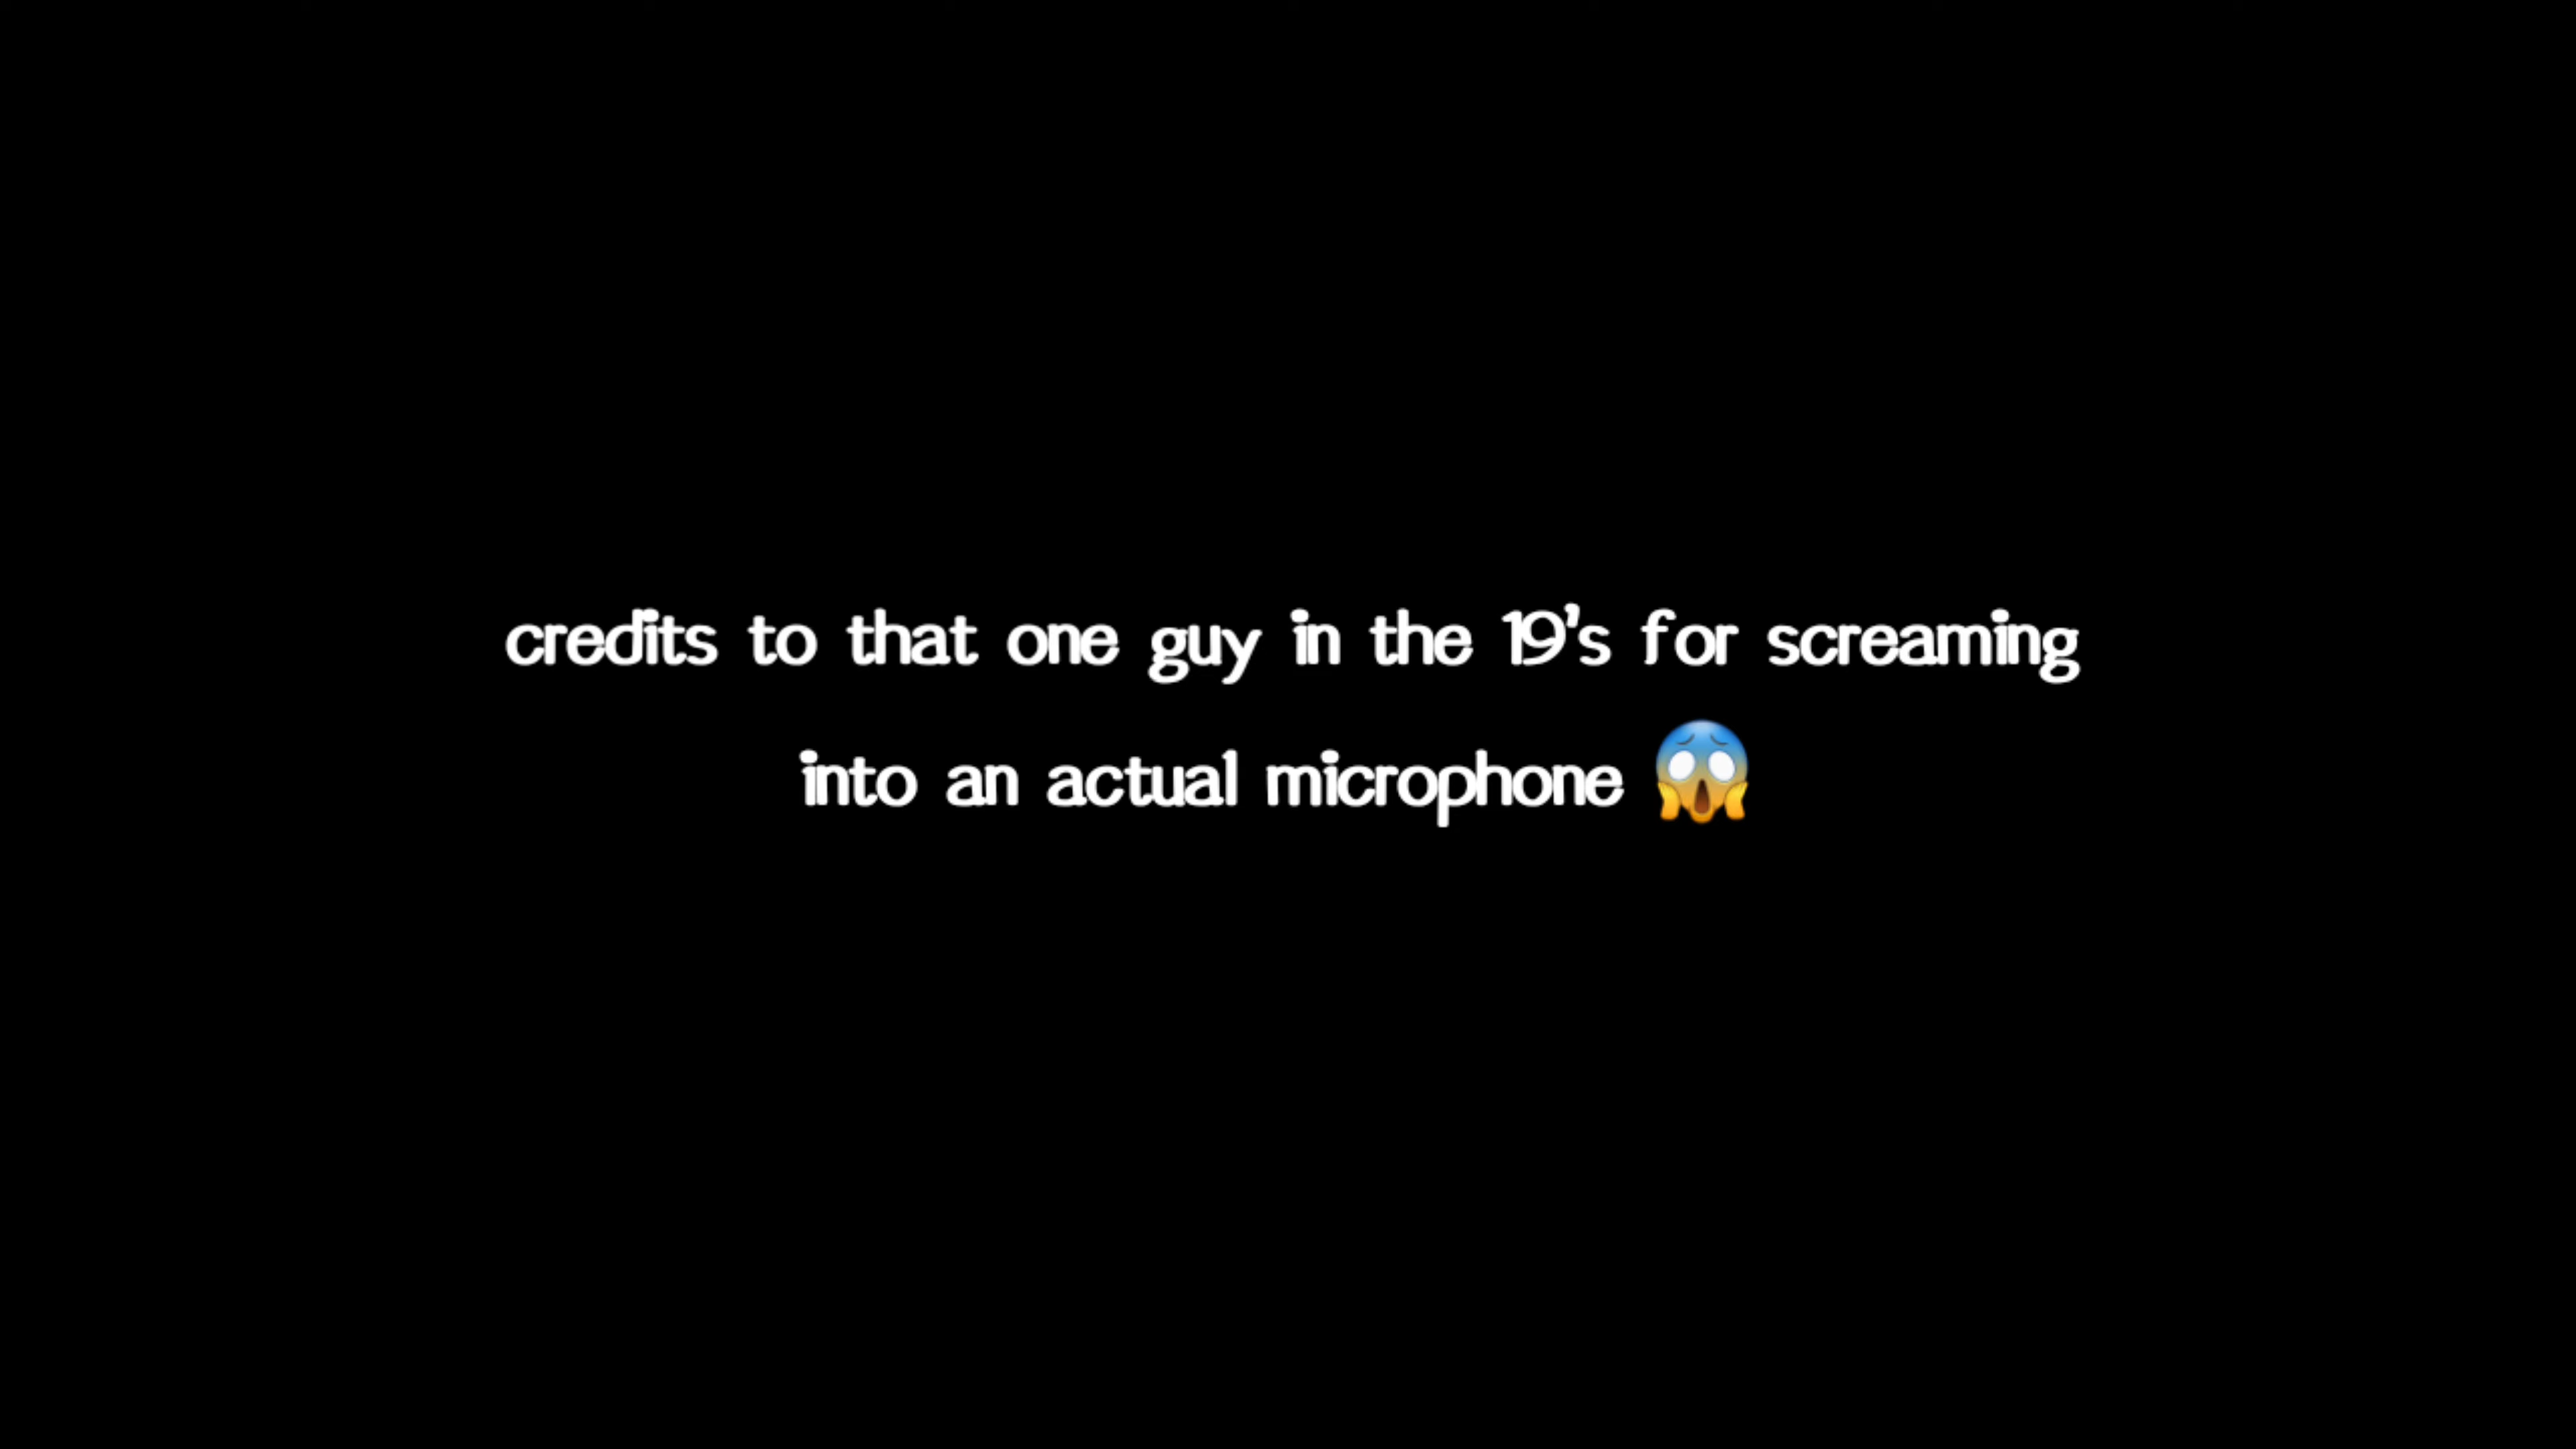 credits to that one guy in the 19's for screaming
into an actual microphone 😱